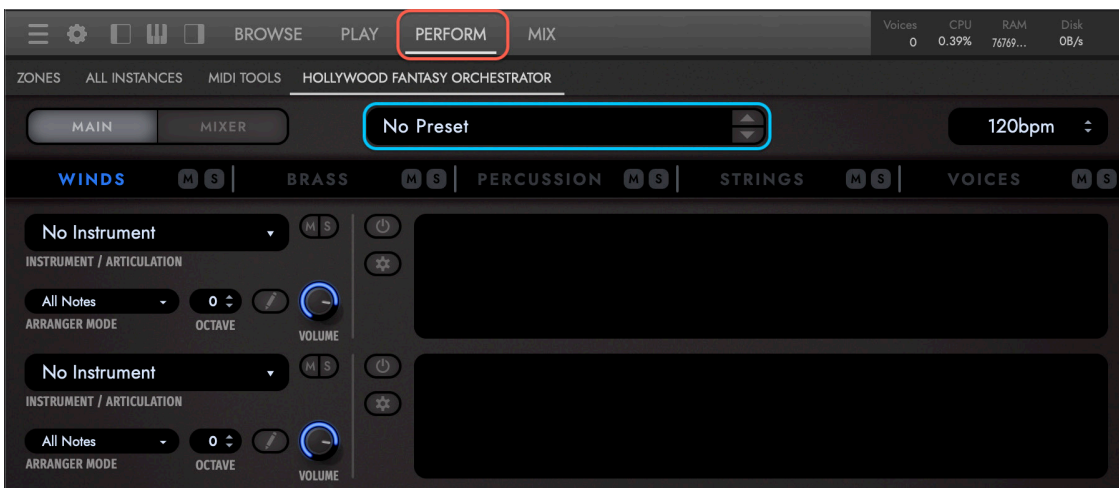 BROWSE PLAY PERFORM MIX Voices CPU RAM Disk
0 0.39% 76769... 0B/s
ZONES ALL INSTANCES MIDI TOOLS HOLLYWOOD FANTASY ORCHESTRATOR
MAIN MIXER No Preset 120bpm
WINDS M S BRASS M S PERCUSSION M S STRINGS M S VOICES M S
No Instrument M S
INSTRUMENT / ARTICULATION
All Notes 0
ARRANGER MODE OCTAVE VOLUME
No Instrument M S
INSTRUMENT / ARTICULATION
All Notes 0
ARRANGER MODE OCTAVE VOLUME